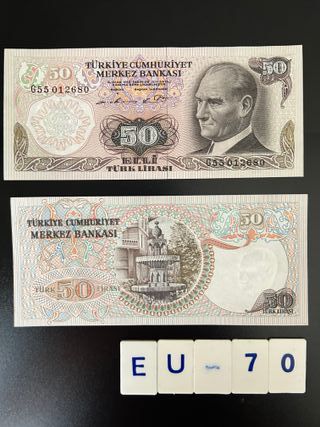 TÜRKİYE CUMHURİYET
MERKEZ BANKASI
50
50
G55 012680
50
G55 012680
ELLİ
TÜRK LİRASI
TÜRKİYE CUMHURİYET
MERKEZ BANKASI
50
TÜRK 50 LİRASI
50
TÜRK LİRASI
EU-70